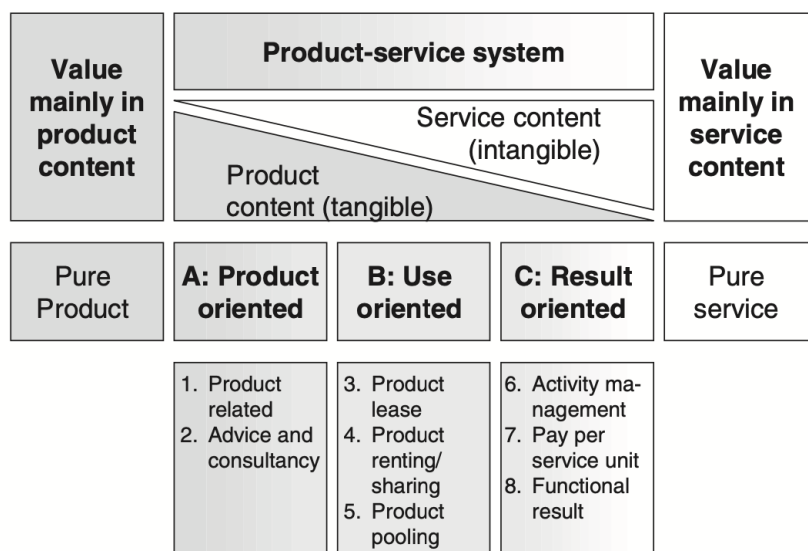 Value
mainly in
product
content
Product-service system
Service content
(intangible)
Product
content (tangible)
Value
mainly in
service
content
Pure
Product
A: Product
oriented
B: Use
oriented
C: Result
oriented
Pure
service
1. Product
related
2. Advice and
consultancy
3. Product
lease
4. Product
renting/
sharing
5. Product
pooling
6. Activity ma-
nagement
7. Pay per
service unit
8. Functional
result